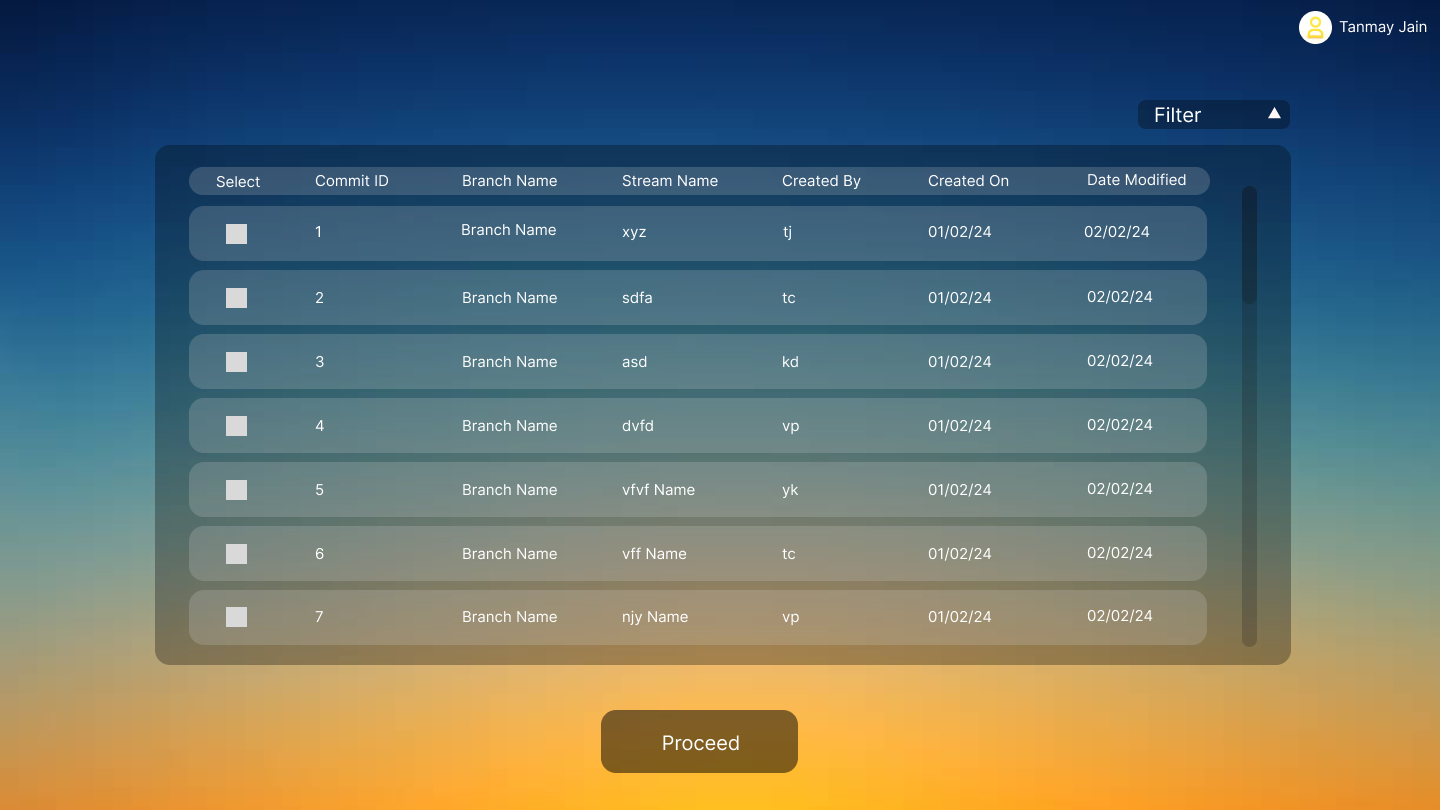 Tanmay Jain
Filter
Select Commit ID Branch Name Stream Name Created By Created On Date Modified
1 Branch Name xyz tj 01/02/24 02/02/24
2 Branch Name sdfa tc 01/02/24 02/02/24
3 Branch Name asd kd 01/02/24 02/02/24
4 Branch Name dvfd vp 01/02/24 02/02/24
5 Branch Name vfvf Name yk 01/02/24 02/02/24
6 Branch Name vff Name tc 01/02/24 02/02/24
7 Branch Name njy Name vp 01/02/24 02/02/24
Proceed